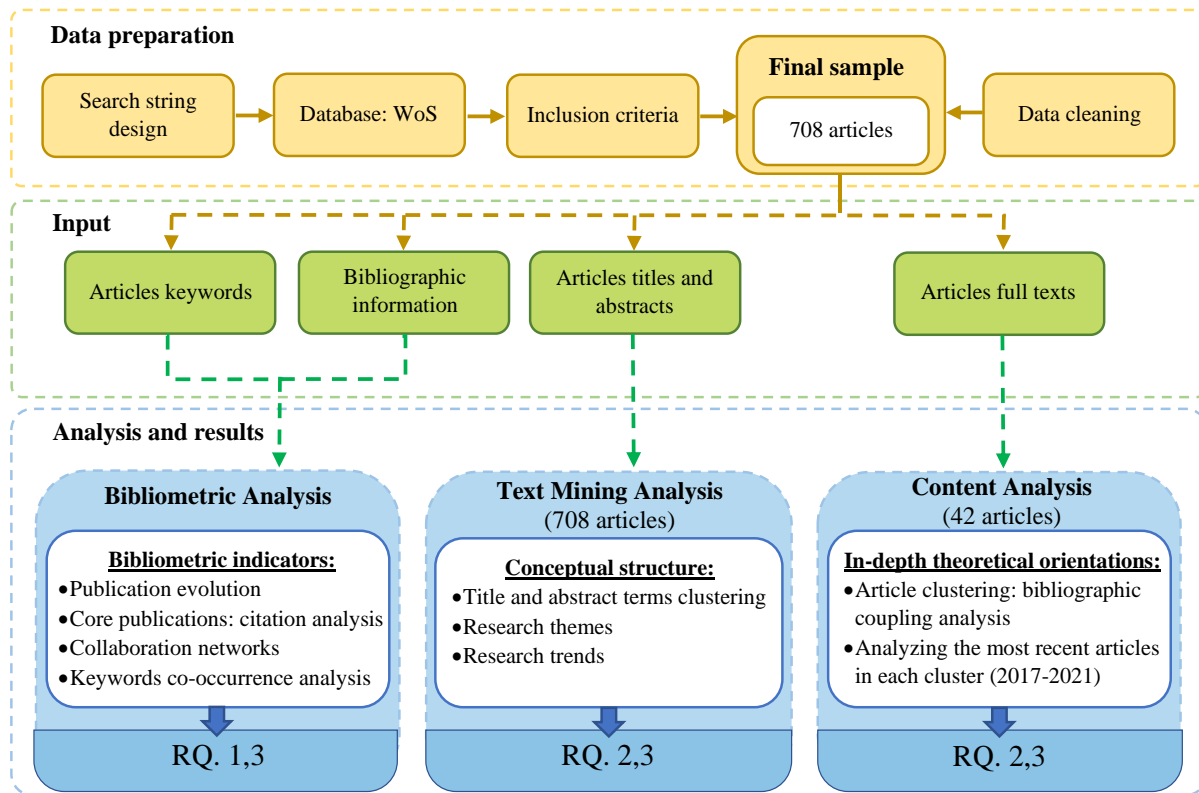 Data preparation
Search string
design
Database: WoS
Inclusion criteria
Final sample
708 articles
Data cleaning
Input
Articles keywords
Bibliographic
information
Articles titles and
abstracts
Articles full texts
Analysis and results
Bibliometric Analysis
Bibliometric indicators:
•Publication evolution
•Core publications: citation analysis
•Collaboration networks
•Keywords co-occurrence analysis
RQ. 1,3
Text Mining Analysis
(708 articles)
Conceptual structure:
•Title and abstract terms clustering
•Research themes
•Research trends
RQ. 2,3
Content Analysis
(42 articles)
In-depth theoretical orientations:
•Article clustering: bibliographic
coupling analysis
•Analyzing the most recent articles
in each cluster (2017-2021)
RQ. 2,3